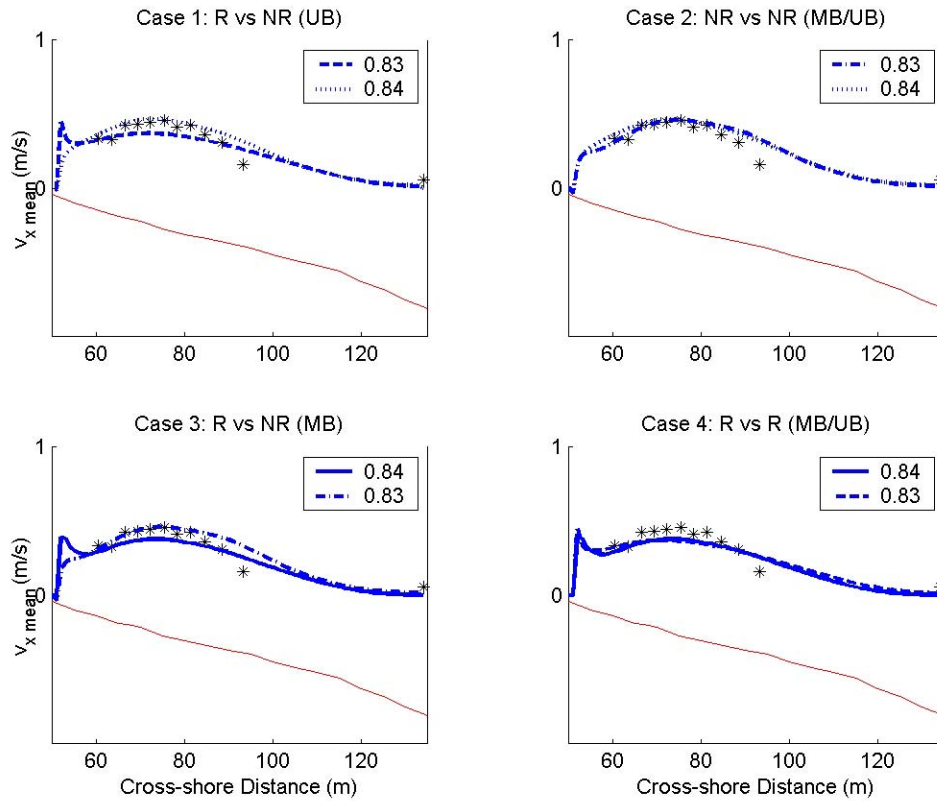 Case 1: R vs NR (UB)
1
0.83
0.84
0
v x mean (m/s)
60 80 100 120
Case 2: NR vs NR (MB/UB)
1
0.83
0.84
0
60 80 100 120
Case 3: R vs NR (MB)
1
0.84
0.83
0
v x mean (m/s)
60 80 100 120
Cross-shore Distance (m)
Case 4: R vs R (MB/UB)
1
0.84
0.83
0
60 80 100 120
Cross-shore Distance (m)